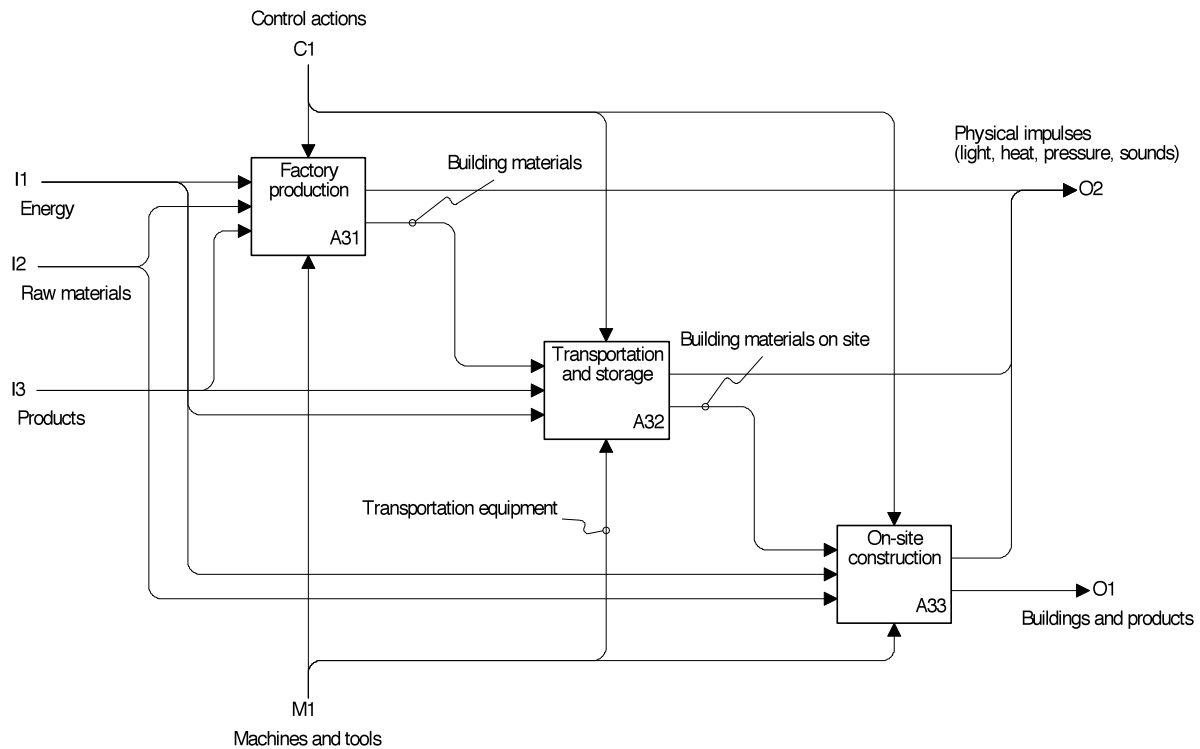 Control actions
C1
Physical impulses
(light, heat, pressure, sounds)
O2
Building materials
Factory
production
A31
I1
Energy
I2
Raw materials
I3
Products
Building materials on site
Transportation
and storage
A32
Transportation equipment
On-site
construction
A33
O1
Buildings and products
M1
Machines and tools